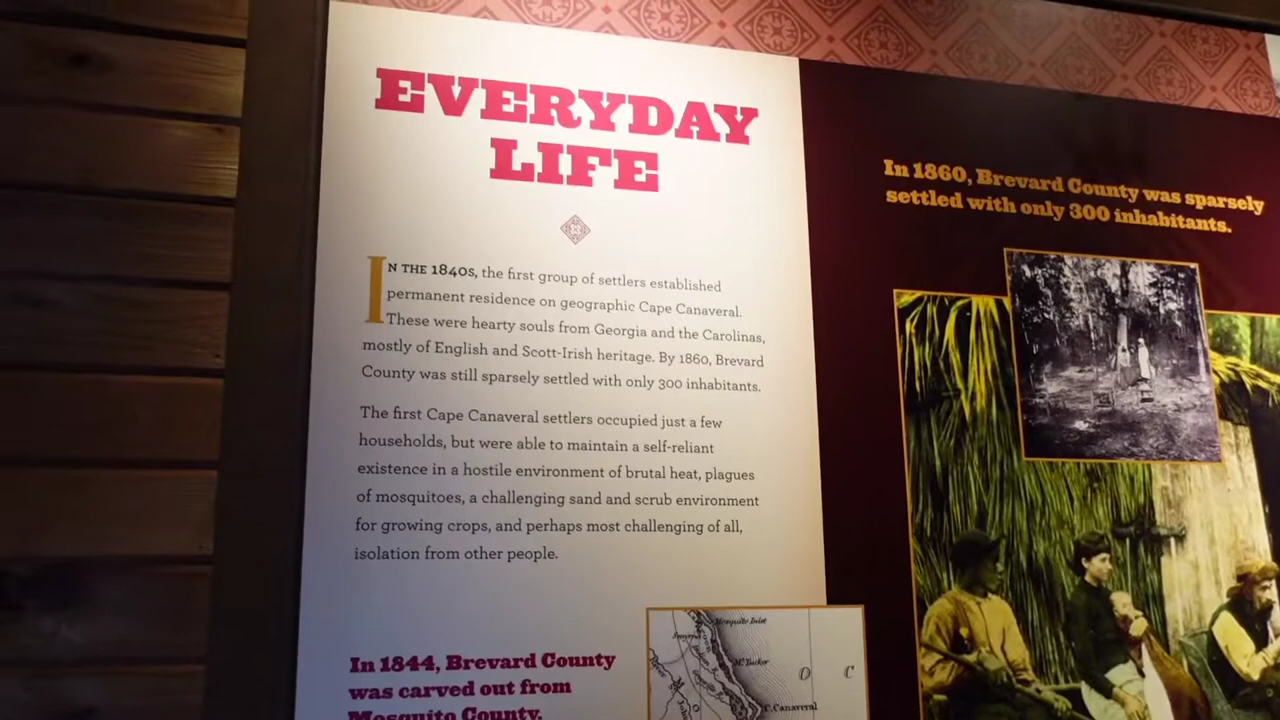 EVERYDAY
LIFE
IN THE 1840s, the first group of settlers established
permanent residence on geographic Cape Canaveral.
These were hearty souls from Georgia and the Carolinas,
mostly of English and Scott-Irish heritage. By 1860, Brevard
County was still sparsely settled with only 300 inhabitants.
The first Cape Canaveral settlers occupied just a few
households, but were able to maintain a self-reliant
existence in a hostile environment of brutal heat, plagues
of mosquitoes, a challenging sand and scrub environment
for growing crops, and perhaps most challenging of all,
isolation from other people.
In 1844, Brevard County
was carved out from
Mosquito County.
Mosquito Inlet
Mt. Tucker
O C
C. Canaveral
In 1860, Brevard County was sparsely
settled with only 300 inhabitants.